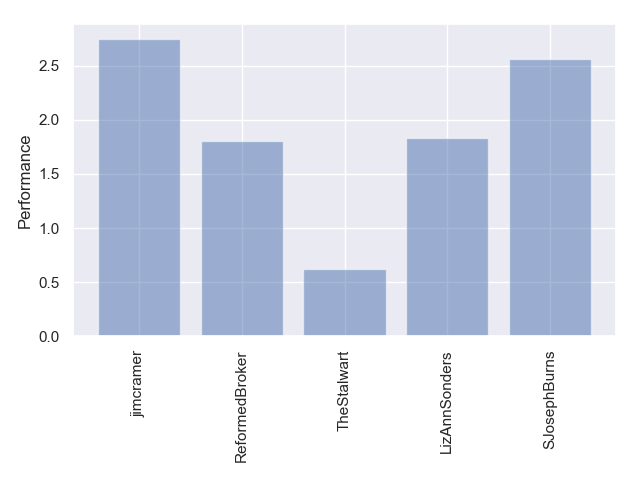 2.5
2.0
1.5
1.0
0.5
0.0
Performance
jimcramer
ReformedBroker
TheStalwart
LizAnnSonders
SJosephBurns